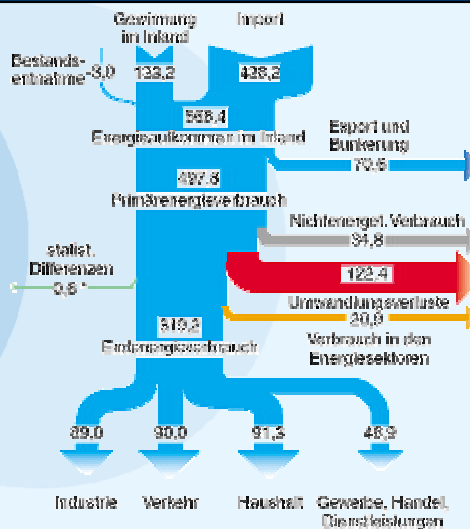 Gewinnung im Inland
Import
Bestands-
entnahme -3,0
133,2
438,2
568,4
Energieaufkommen im Inland
Export und
Bunkerung
70,6
497,8
Primärenergieverbrauch
Nichtenerget. Verbrauch
34,8
statist.
Differenzen
0,6 *
122,4
Umwandlungsverluste
20,9
Verbrauch in den
Energiesektoren
319,2
Endenergieverbrauch
89,0
90,0
91,3
48,9
Industrie
Verkehr
Haushalt
Gewerbe, Handel,
Dienstleistungen